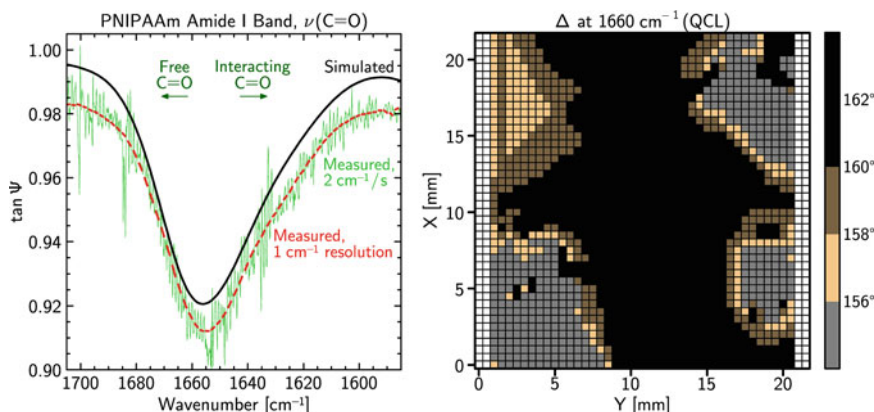 PNIPAAm Amide I Band, ν(C=O)
1.00
0.98
0.96
0.94
0.92
0.90
tan Ψ
Free
C=O
←
Interacting
C=O
→
Simulated
Measured,
2 cm⁻¹/s
Measured,
1 cm⁻¹ resolution
1700 1660 1640 1620 1600
Wavenumber [cm⁻¹]
Δ at 1660 cm⁻¹ (QCL)
20
15
10
5
0
X [mm]
0 5 10 15 20
Y [mm]
162°
160°
158°
156°